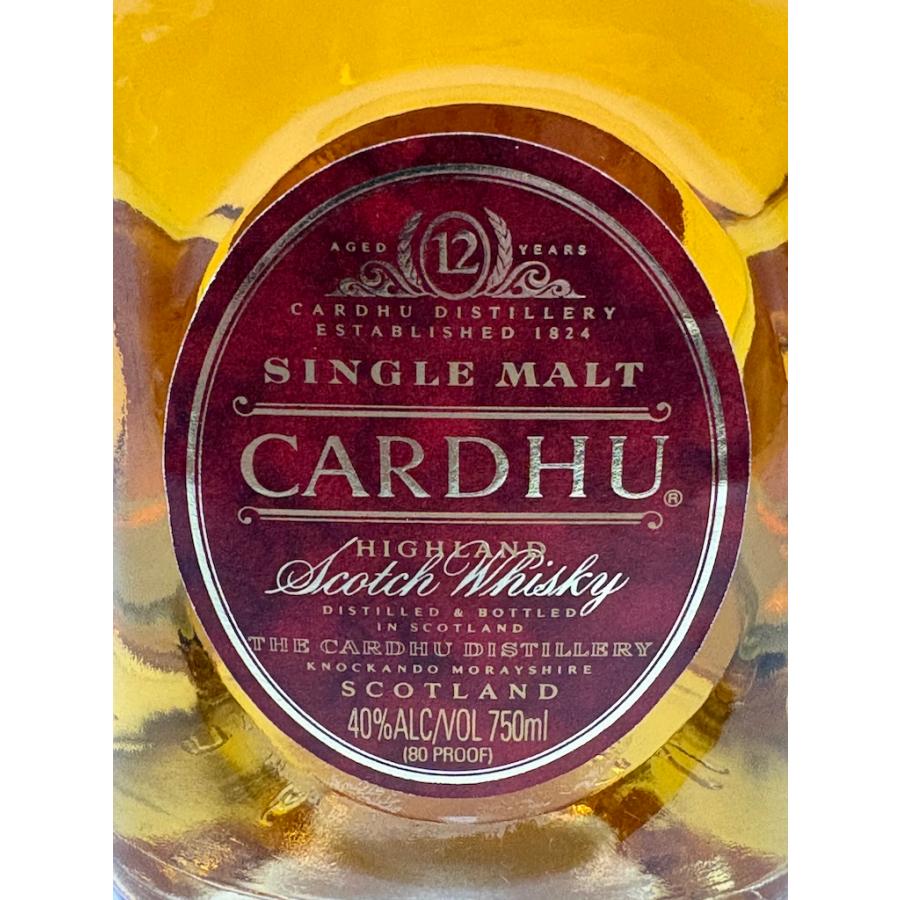 AGED 12 YEARS
CARDHU DISTILLERY
ESTABLISHED 1824
SINGLE MALT
CARDHU®
HIGHLAND
Scotch Whisky
DISTILLED & BOTTLED
IN SCOTLAND
THE CARDHU DISTILLERY
KNOCKANDO MORAYSHIRE
SCOTLAND
40%ALC/VOL 750ml
(80 PROOF)